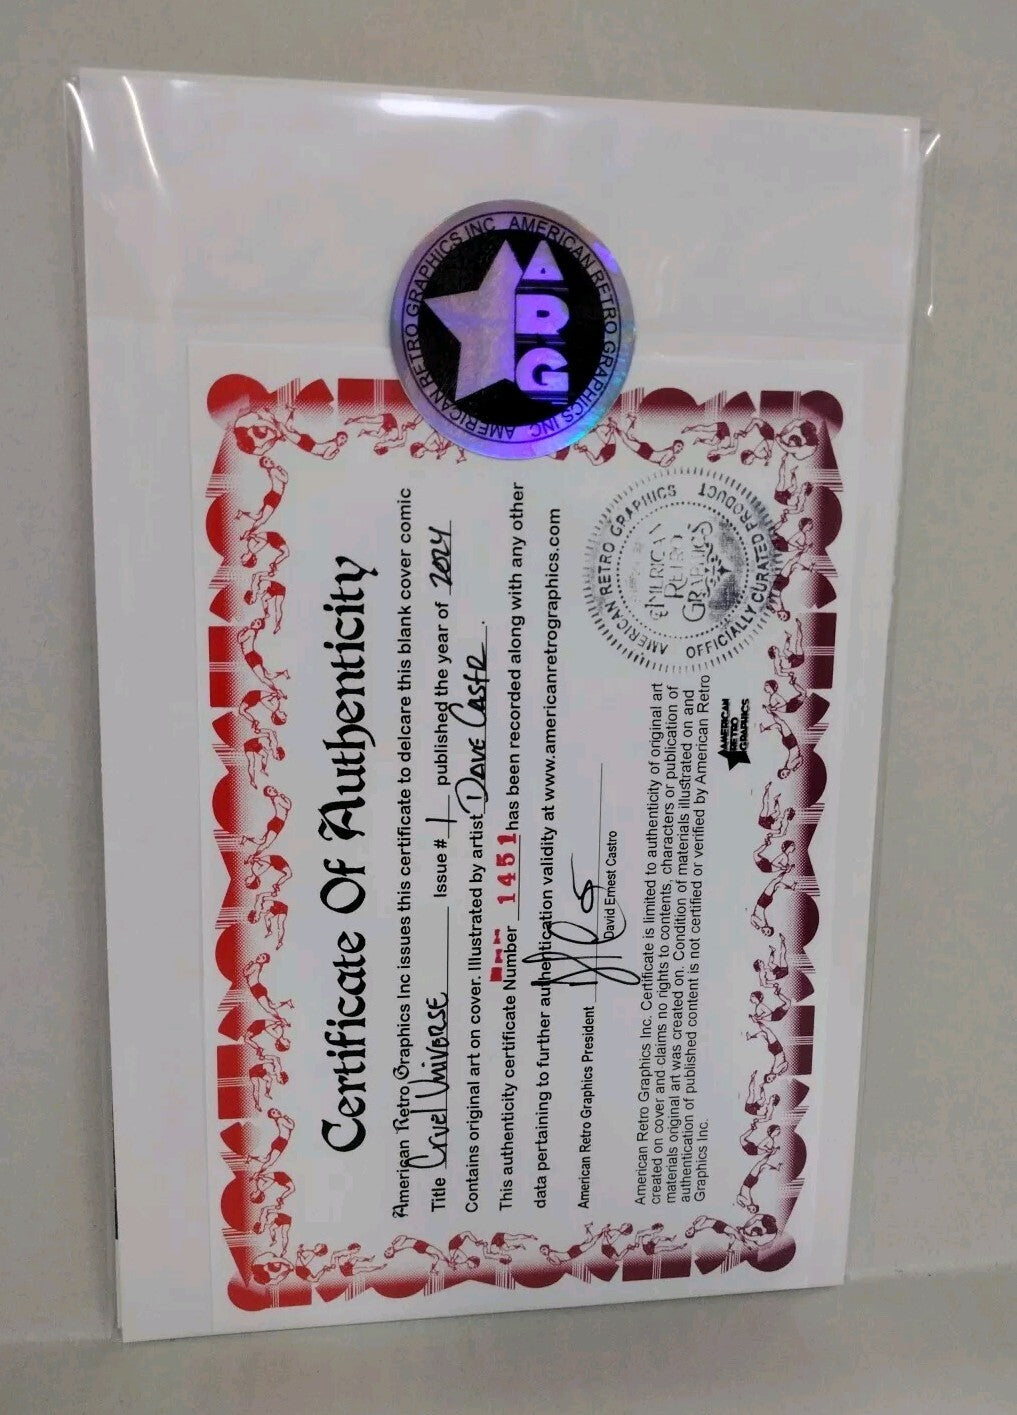 AMERICAN RETRO GRAPHICS INC
AMERICAN RETRO GRAPHICS INC
ARG
Certificate Of Authenticity
American Retro Graphics Inc issues this certificate to delcare this blank cover comic
Title Cruel Universe Issue # 1 published the year of 2024
Contains original art on cover. Illustrated by artist Dave Castr.
This authenticity certificate Number 1451 has been recorded along with any other
data pertaining to further authentication validity at www.americanretrographics.com
American Retro Graphics President
David Ernest Castro
AMERICAN RETRO GRAPHICS
OFFICIALLY CURATED PRODUCT
AMERICAN
RETRO
GRAPHICS
American Retro Graphics Inc. Certificate is limited to authenticity of original art
created on cover and claims no rights to contents, characters or publication of
materials original art was created on. Condition of materials illustrated on and
authentication of published content is not certified or verified by American Retro
Graphics Inc.
AMERICAN
RETRO
GRAPHICS